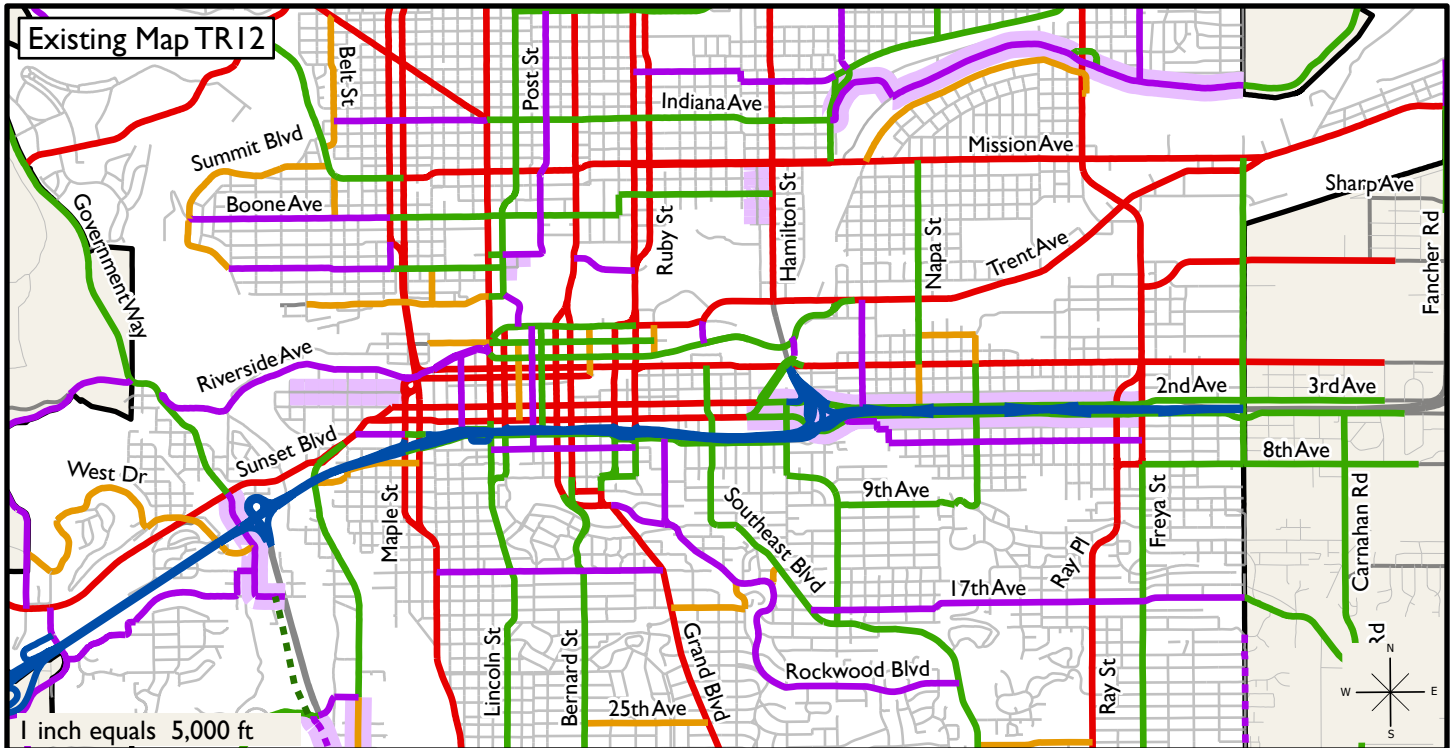 Existing Map TR12
Belt St
Post St
Indiana Ave
Summit Blvd
Mission Ave
Boone Ave
Government Way
Ruby St
Hamilton St
Napa St
Trent Ave
Sharp Ave
Fancher Rd
Riverside Ave
2nd Ave
3rd Ave
Sunset Blvd
West Dr
8th Ave
Maple St
9th Ave
Southeast Blvd
Freya St
Carnahan Rd
Ray Pl
17th Ave
Lincoln St
Bernard St
Grand Blvd
Rockwood Blvd
Ray St
Rd
25th Ave
N
W
E
S
1 inch equals 5,000 ft